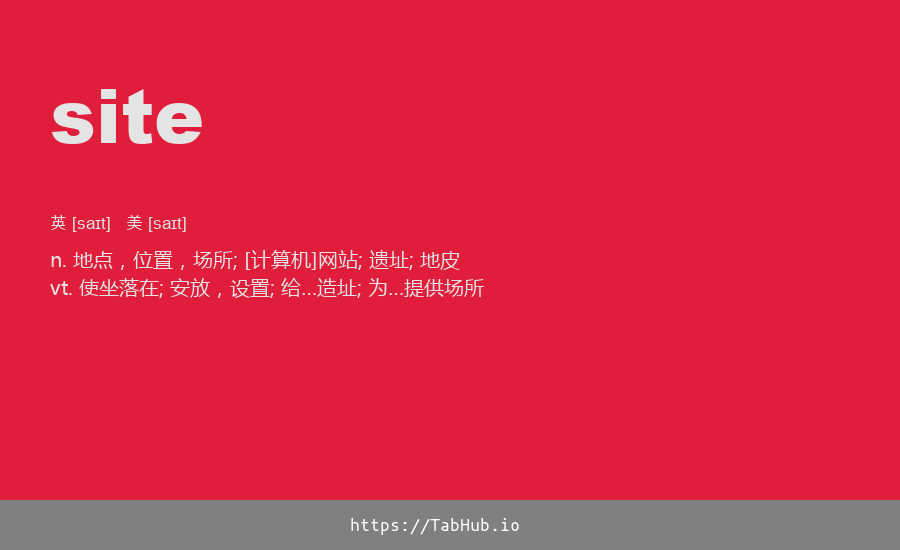 site
英 [saɪt]　美 [saɪt]
n. 地点，位置，场所; [计算机]网站; 遗址; 地皮
vt. 使坐落在; 安放，设置; 给...造址; 为...提供场所
https://TabHub.io